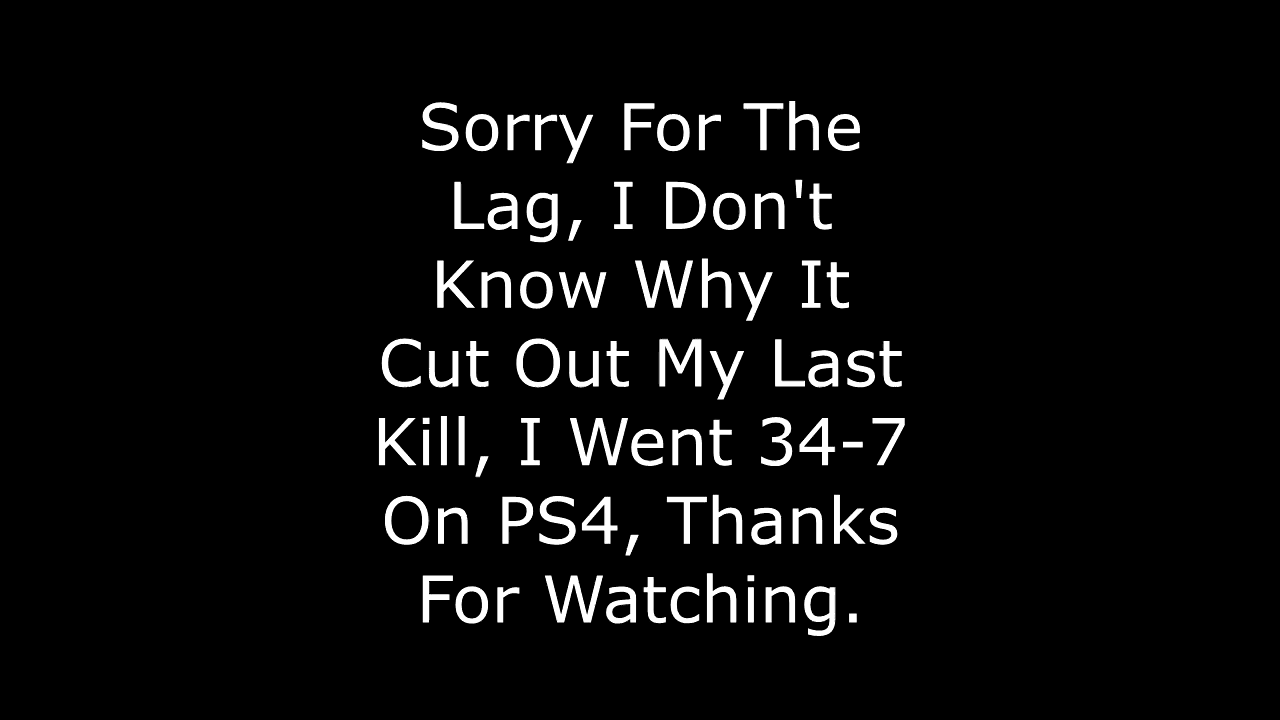 Sorry For The
Lag, I Don't
Know Why It
Cut Out My Last
Kill, I Went 34-7
On PS4, Thanks
For Watching.